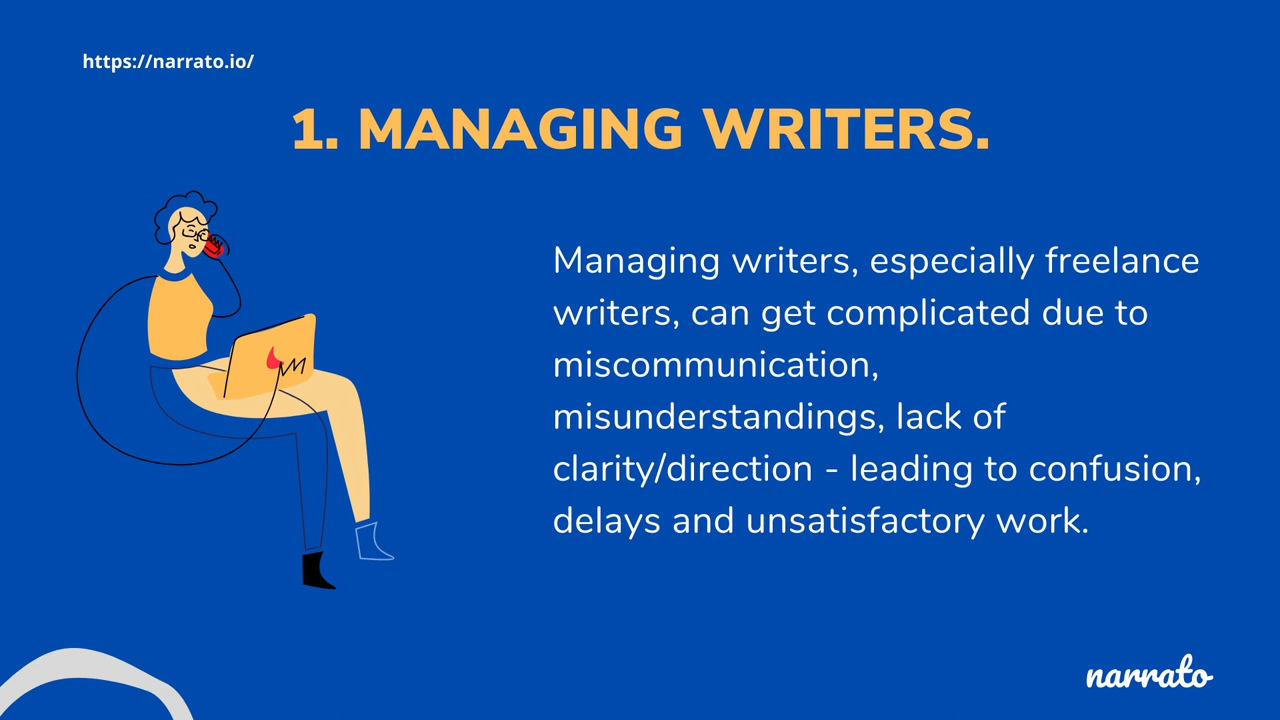 https://narrato.io/
1. MANAGING WRITERS.
Managing writers, especially freelance
writers, can get complicated due to
miscommunication,
misunderstandings, lack of
clarity/direction - leading to confusion,
delays and unsatisfactory work.
narrato